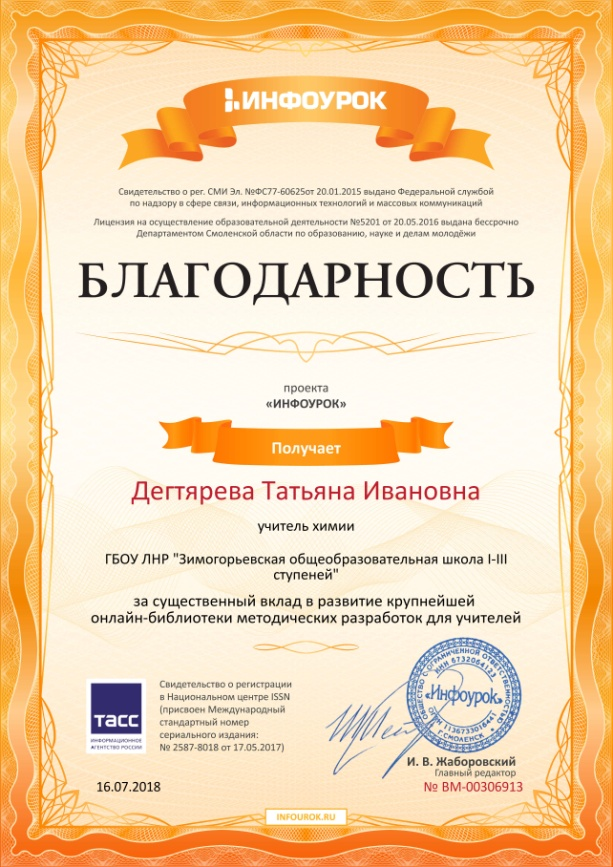 ИНФОУРОК
Свидетельство о рег. СМИ Эл. №ФС77-60625от 20.01.2015 выдано Федеральной службой
по надзору в сфере связи, информационных технологий и массовых коммуникаций
Лицензия на осуществление образовательной деятельности №5201 от 20.05.2016 выдана бессрочно
Департаментом Смоленской области по образованию, науке и делам молодёжи
БЛАГОДАРНОСТЬ
проекта
«ИНФОУРОК»
Получает
Дегтярева Татьяна Ивановна
учитель химии
ГБОУ ЛНР "Зимогорьевская общеобразовательная школа I-III
ступеней"
за существенный вклад в развитие крупнейшей
онлайн-библиотеки методических разработок для учителей
ТАСС
ИНФОРМАЦИОННОЕ
АГЕНТСТВО РОССИИ
Свидетельство о регистрации
в Национальном центре ISSN
(присвоен Международный
стандартный номер
сериального издания:
№ 2587-8018 от 17.05.2017)
ОБЩЕСТВО С ОГРАНИЧЕННОЙ ОТВЕТСТВЕННОСТЬЮ
«Инфоурок»
Г. СМОЛЕНСК
И. В. Жаборовский
Главный редактор
16.07.2018
№ ВМ-00306913
INFOUROK.RU